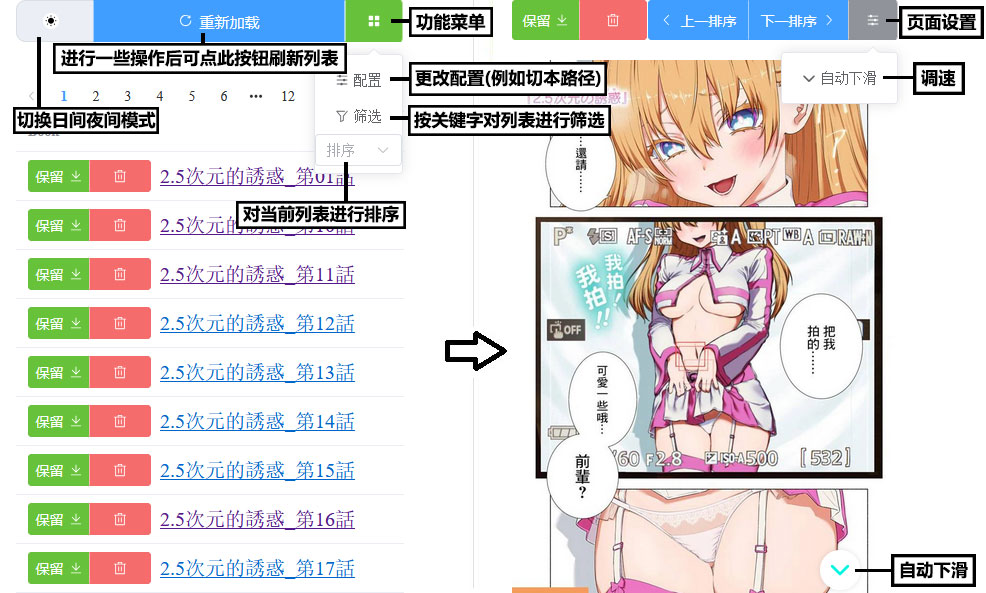 重新加载
功能菜单
进行一些操作后可点此按钮刷新列表
配置
更改配置(例如切本路径)
1 2 3 4 5 6 ••• 12
切换日间夜间模式
筛选
按关键字对列表进行筛选
排序
保留 2.5次元的誘惑_第01話
对当前列表进行排序
保留 2.5次元的誘惑_第10話
保留 2.5次元的誘惑_第11話
保留 2.5次元的誘惑_第12話
保留 2.5次元的誘惑_第13話
保留 2.5次元的誘惑_第14話
保留 2.5次元的誘惑_第15話
保留 2.5次元的誘惑_第16話
保留 2.5次元的誘惑_第17話
保留
上一排序
下一排序
页面设置
自动下滑
调速
『2.5次元の誘惑』
還請……
P AF-S NORM A PT WB A RAW+N
我拍！
我拍！！
OFF
把我
拍的……
可愛一些哦…
前輩？
/60 F2.8 ISO-A500 [532]
自动下滑